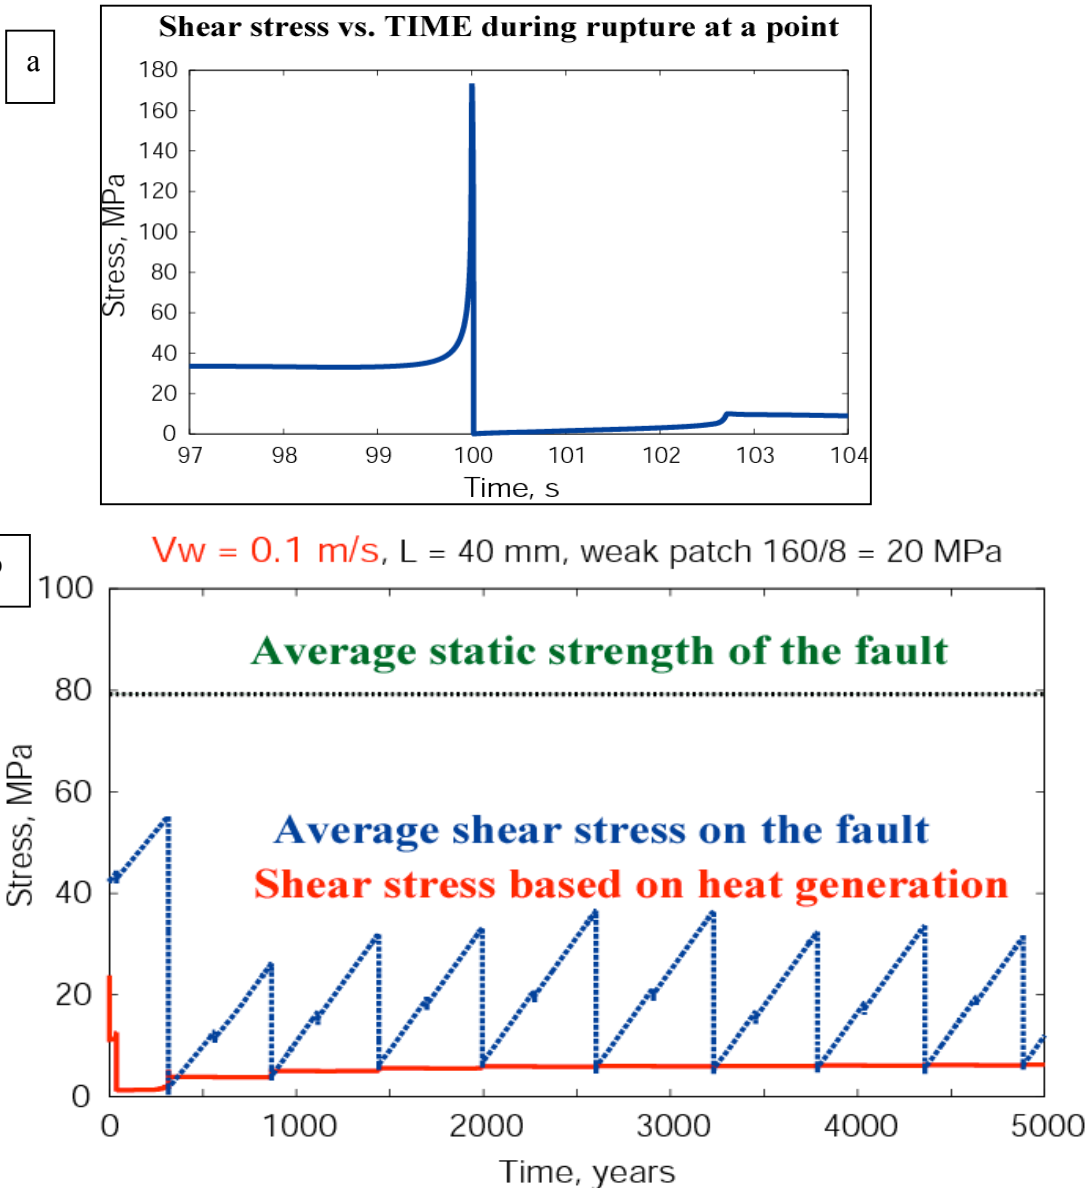 Shear stress vs. TIME during rupture at a point
a
180
160
140
120
100
80
60
40
20
0
Stress, MPa
97 98 99 100 101 102 103 104
Time, s
Vw = 0.1 m/s, L = 40 mm, weak patch 160/8 = 20 MPa
100
80
60
40
20
0
Stress, MPa
Average static strength of the fault
Average shear stress on the fault
Shear stress based on heat generation
0 1000 2000 3000 4000 5000
Time, years